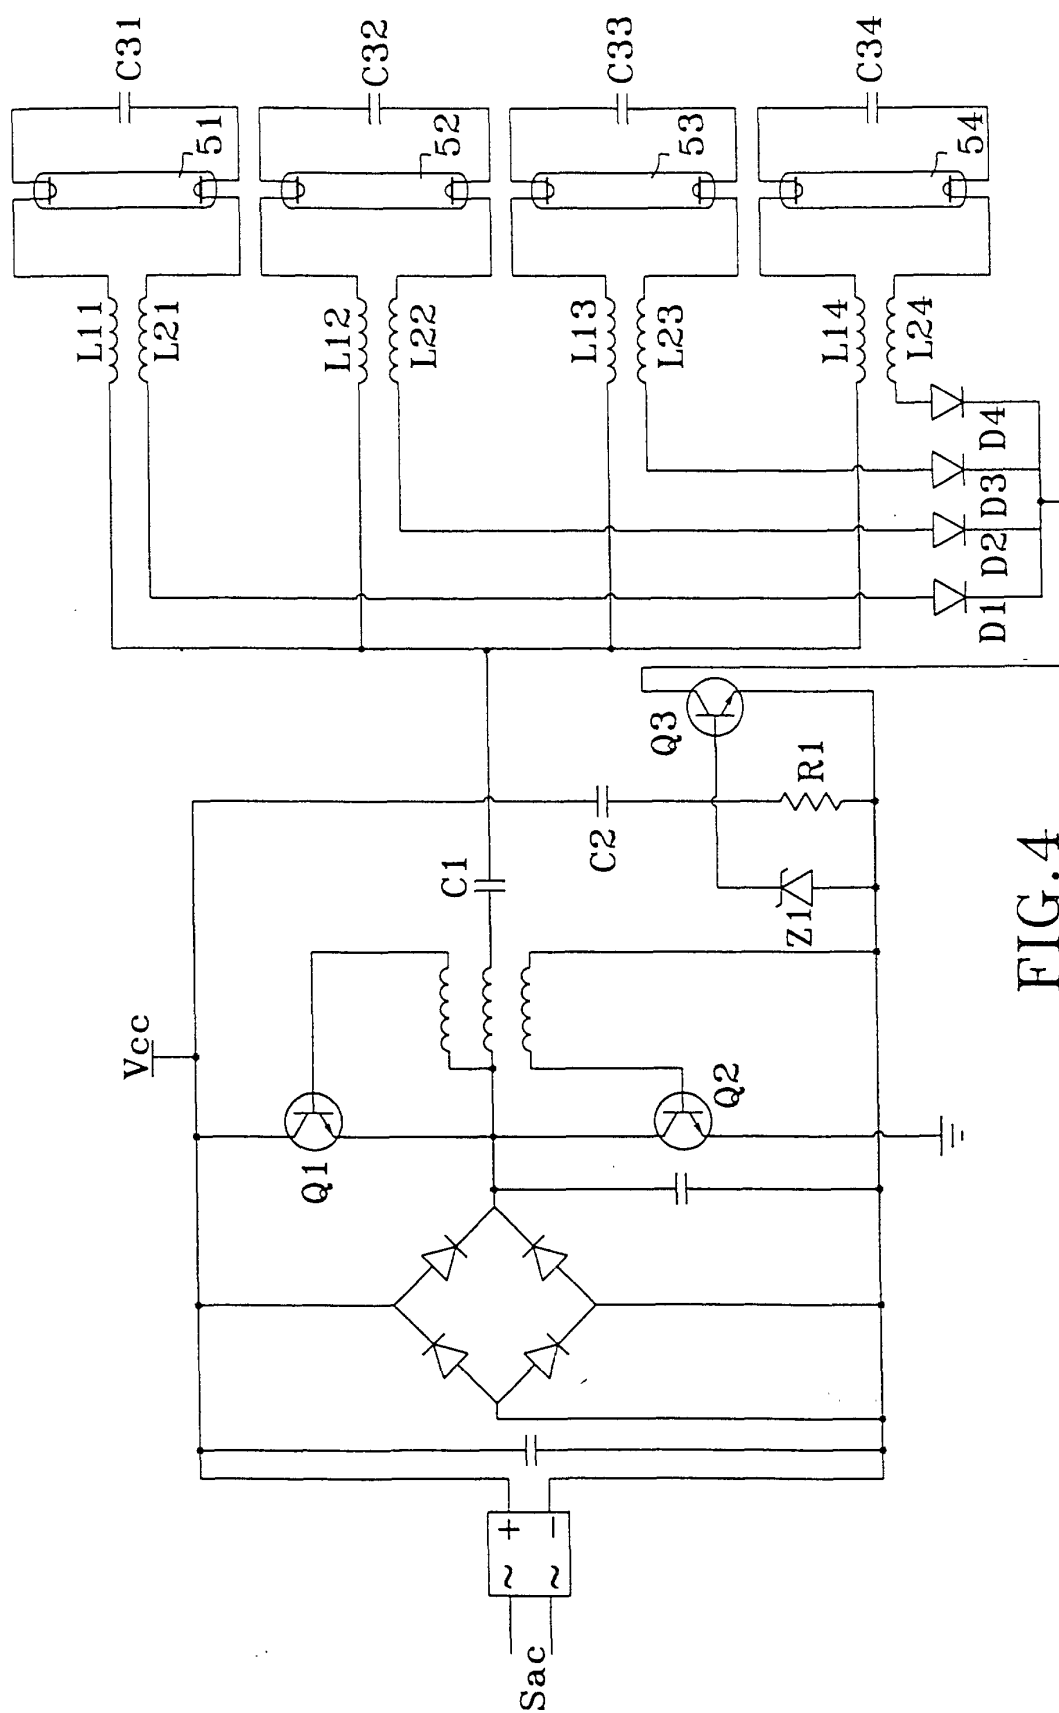 Sac
~ +
~ −
Vcc
Q1
Q2
C1
C2
Z1
R1
Q3
L11
L21
L12
L22
L13
L23
L14
L24
51
C31
52
C32
53
C33
54
C34
D1
D2
D3
D4
FIG.4